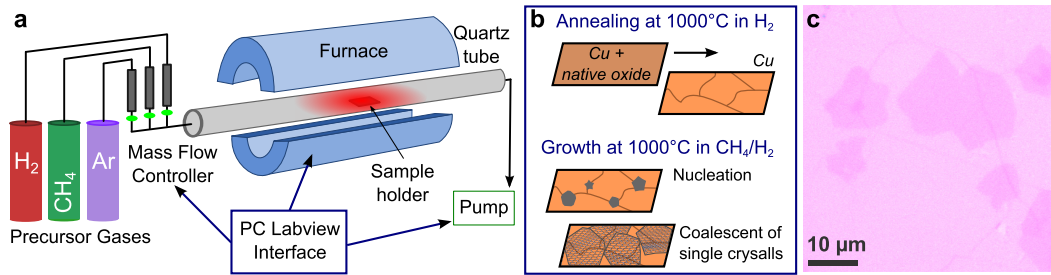 a
Furnace
Quartz
tube
H2
CH4
Ar
Mass Flow
Controller
Sample
holder
Precursor Gases
PC Labview
Interface
Pump
b
Annealing at 1000°C in H2
Cu +
native oxide
Cu
Growth at 1000°C in CH4/H2
Nucleation
Coalescent of
single crysalls
c
10 µm